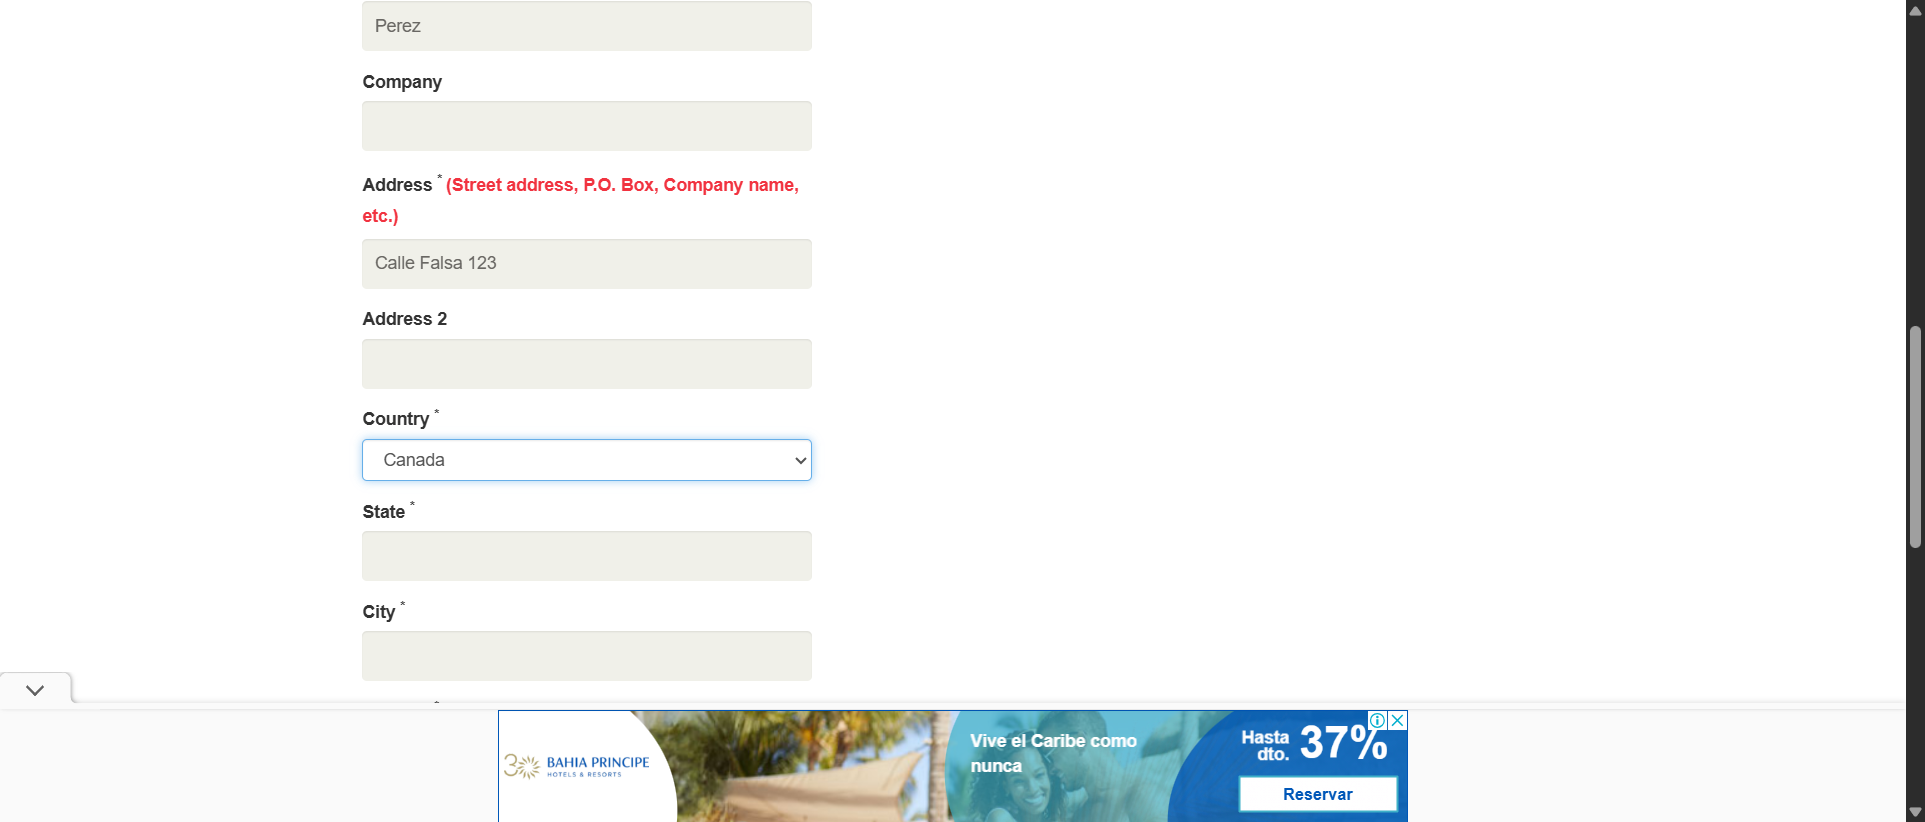 Perez
Company
Address * (Street address, P.O. Box, Company name,
etc.)
Calle Falsa 123
Address 2
Country *
Canada
State *
City *
*
30 BAHIA PRINCIPE
HOTELS & RESORTS
Vive el Caribe como
nunca
Hasta
dto. 37%
Reservar